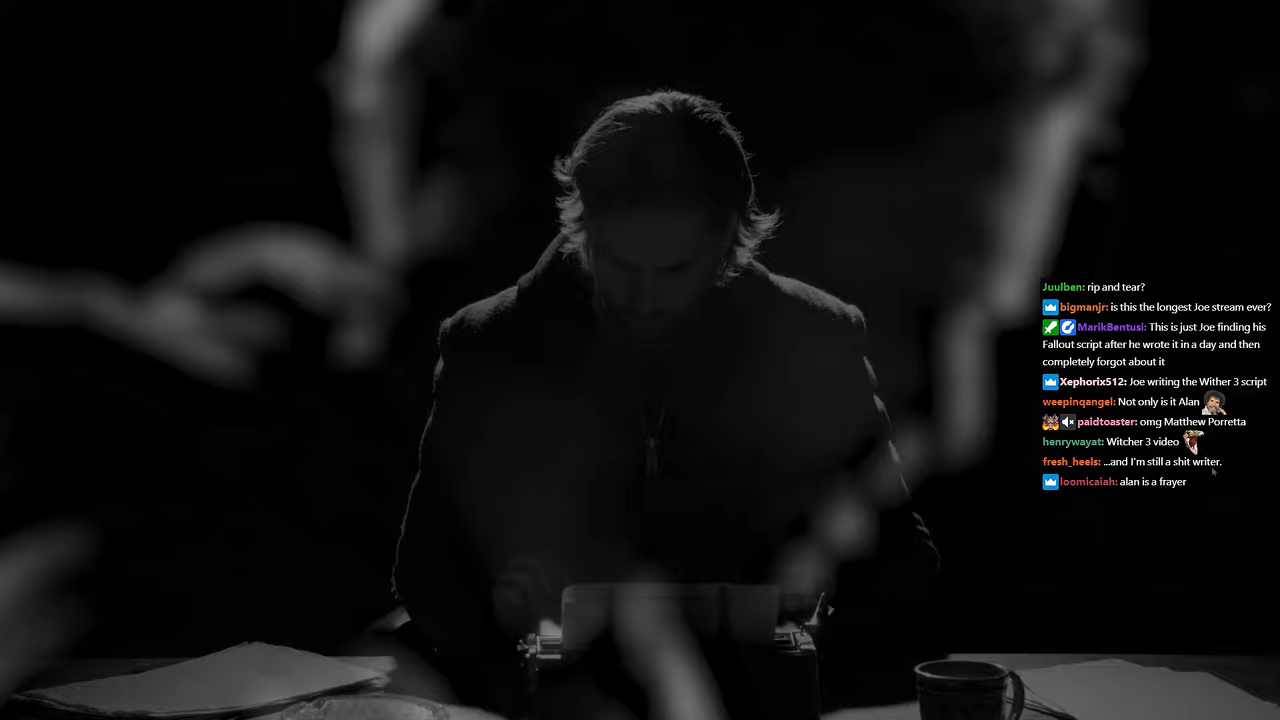 Juulben: rip and tear?
bigmanjr: is this the longest Joe stream ever?
MarikBentusi: This is just Joe finding his
Fallout script after he wrote it in a day and then
completely forgot about it
Xephorix512: Joe writing the Wither 3 script
weepinqangel: Not only is it Alan
paidtoaster: omg Matthew Porretta
henrywayat: Witcher 3 video
fresh_heels: ...and I'm still a shit writer.
loomicaiah: alan is a frayer